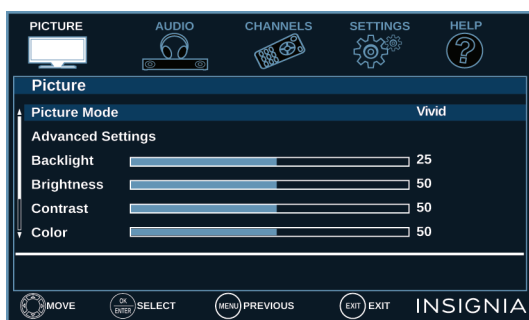 PICTURE AUDIO CHANNELS SETTINGS HELP
Picture
Picture Mode Vivid
Advanced Settings
Backlight 25
Brightness 50
Contrast 50
Color 50
MOVE OK ENTER SELECT MENU PREVIOUS EXIT EXIT INSIGNIA